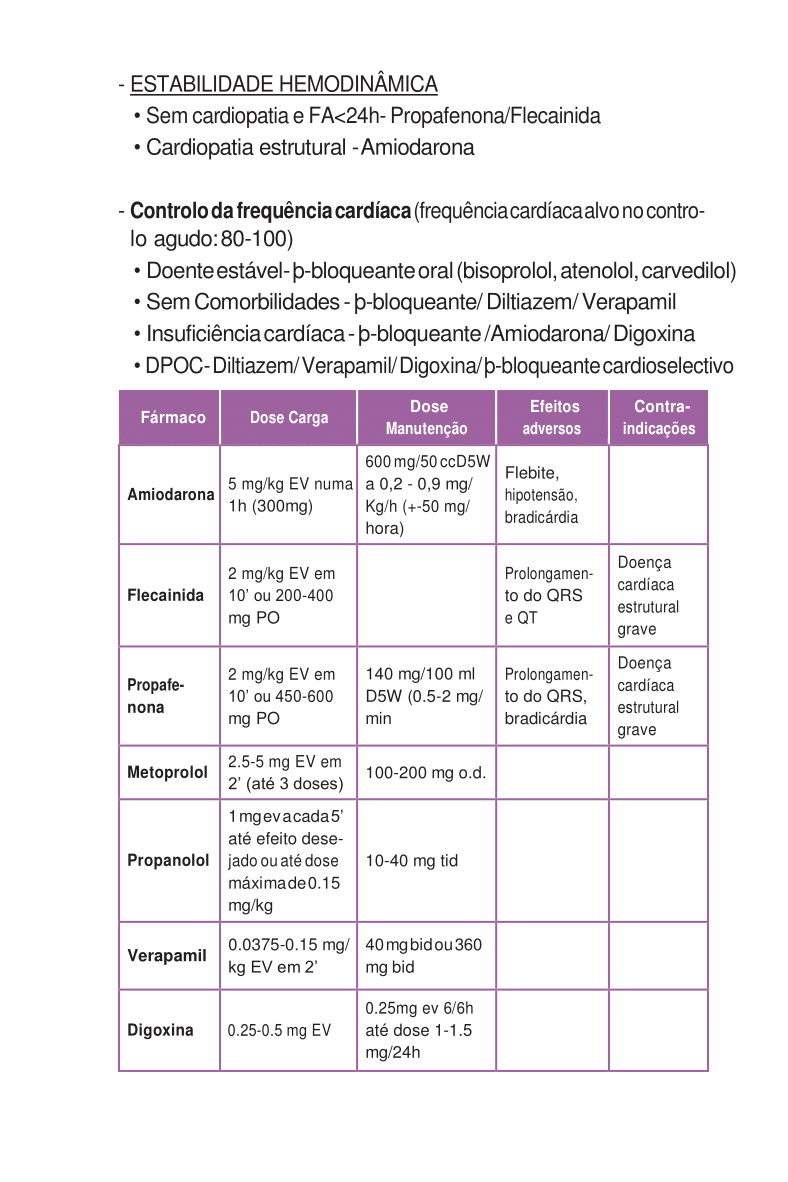 - ESTABILIDADE HEMODINÂMICA
• Sem cardiopatia e FA<24h- Propafenona/Flecainida
• Cardiopatia estrutural - Amiodarona
- Controlo da frequência cardíaca (frequência cardíaca alvo no contro-
lo agudo: 80-100)
• Doente estável- þ-bloqueante oral (bisoprolol, atenolol, carvedilol)
• Sem Comorbilidades - þ-bloqueante/ Diltiazem/ Verapamil
• Insuficiência cardíaca - þ-bloqueante /Amiodarona/ Digoxina
• DPOC- Diltiazem/ Verapamil/ Digoxina/ þ-bloqueante cardioselectivo
Fármaco
Dose Carga
Dose
Manutenção
Efeitos
adversos
Contra-
indicações
Amiodarona
5 mg/kg EV numa
1h (300mg)
600 mg/50 ccD5W
a 0,2 - 0,9 mg/
Kg/h (+-50 mg/
hora)
Flebite,
hipotensão,
bradicárdia
Flecainida
2 mg/kg EV em
10’ ou 200-400
mg PO
Prolongamen-
to do QRS
e QT
Doença
cardíaca
estrutural
grave
Propafe-
nona
2 mg/kg EV em
10’ ou 450-600
mg PO
140 mg/100 ml
D5W (0.5-2 mg/
min
Prolongamen-
to do QRS,
bradicárdia
Doença
cardíaca
estrutural
grave
Metoprolol
2.5-5 mg EV em
2’ (até 3 doses)
100-200 mg o.d.
Propanolol
1 mg ev a cada 5’
até efeito dese-
jado ou até dose
máxima de 0.15
mg/kg
10-40 mg tid
Verapamil
0.0375-0.15 mg/
kg EV em 2’
40 mg bid ou 360
mg bid
Digoxina
0.25-0.5 mg EV
0.25mg ev 6/6h
até dose 1-1.5
mg/24h